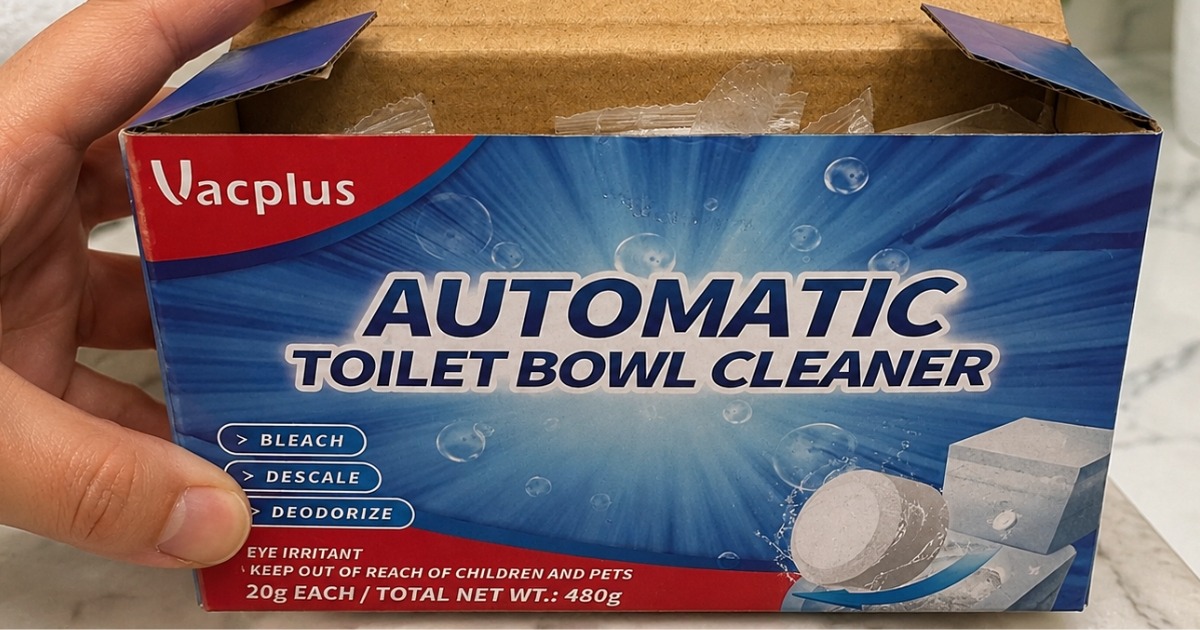 Vacplus
AUTOMATIC
TOILET BOWL CLEANER
> BLEACH
> DESCALE
> DEODORIZE
EYE IRRITANT
KEEP OUT OF REACH OF CHILDREN AND PETS
20g EACH / TOTAL NET WT.: 480g